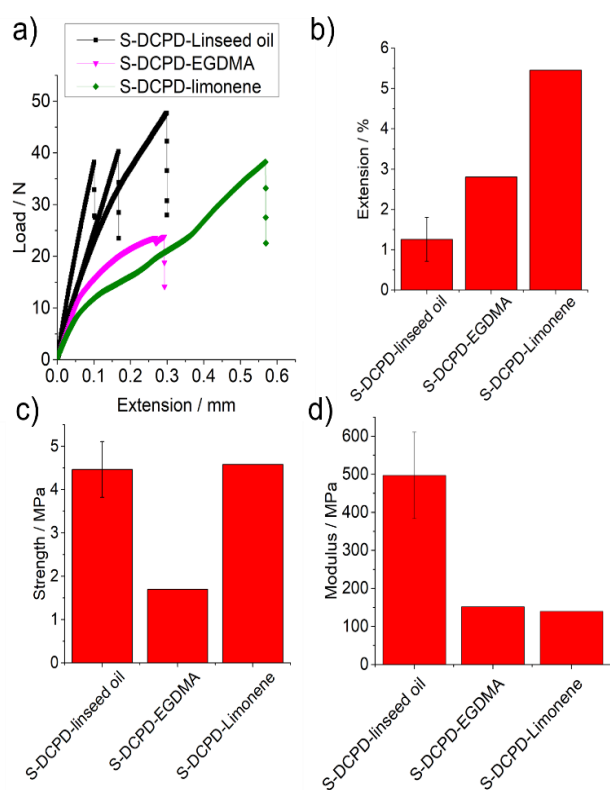 a)
S-DCPD-Linseed oil
S-DCPD-EGDMA
S-DCPD-limonene
50
40
30
20
10
0
Load / N
0.0 0.1 0.2 0.3 0.4 0.5 0.6
Extension / mm
b)
6
5
4
3
2
1
0
Extension / %
S-DCPD-linseed oil
S-DCPD-EGDMA
S-DCPD-Limonene
c)
5
4
3
2
1
0
Strength / MPa
S-DCPD-linseed oil
S-DCPD-EGDMA
S-DCPD-Limonene
d)
600
500
400
300
200
100
0
Modulus / MPa
S-DCPD-linseed oil
S-DCPD-EGDMA
S-DCPD-Limonene